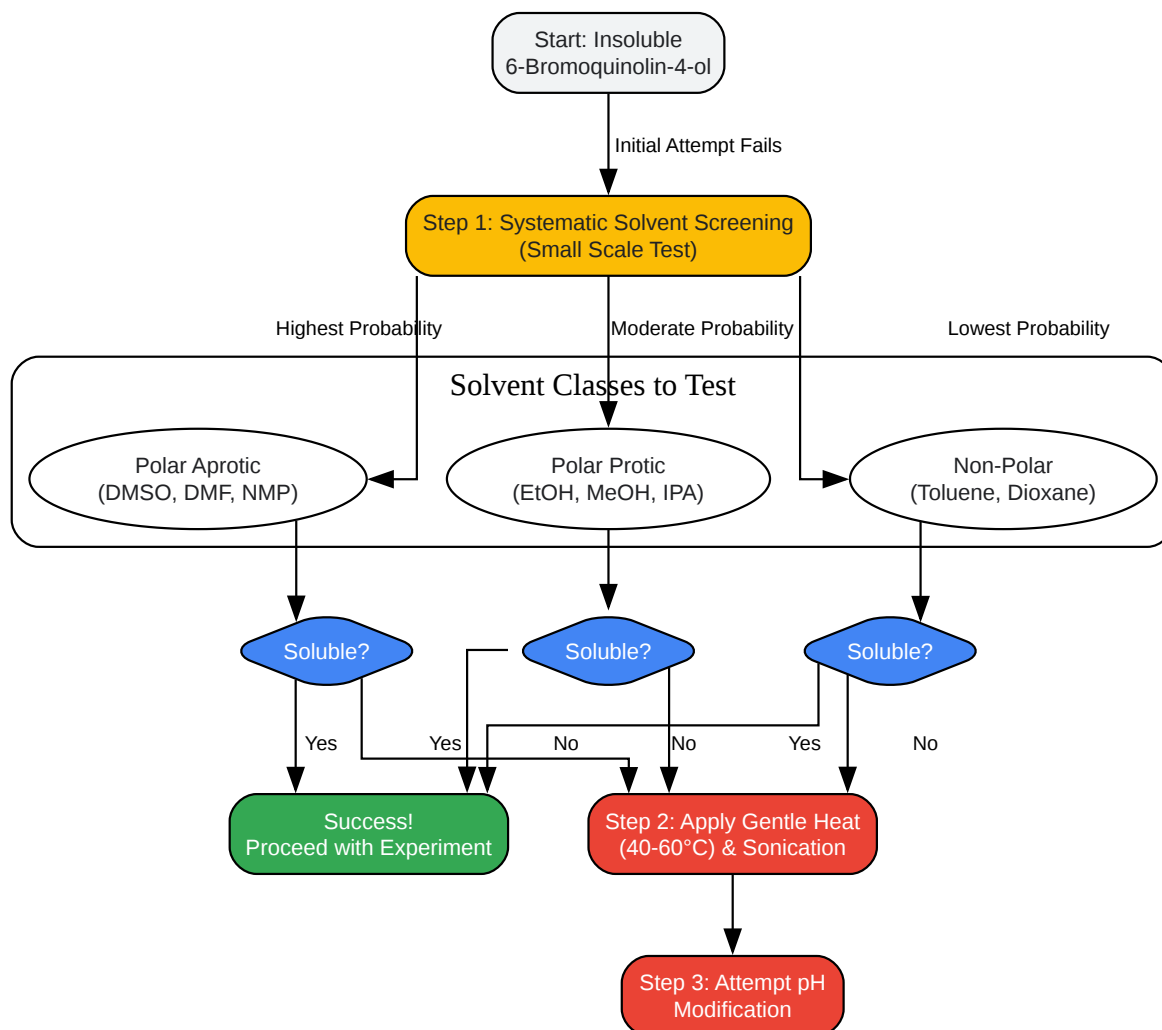 Start: Insoluble
6-Bromoquinolin-4-ol
Initial Attempt Fails
Step 1: Systematic Solvent Screening
(Small Scale Test)
Highest Probability
Moderate Probability
Lowest Probability
Solvent Classes to Test
Polar Aprotic
(DMSO, DMF, NMP)
Polar Protic
(EtOH, MeOH, IPA)
Non-Polar
(Toluene, Dioxane)
Soluble?
Soluble?
Soluble?
Yes
Yes
No
No
Yes
No
Success!
Proceed with Experiment
Step 2: Apply Gentle Heat
(40-60°C) & Sonication
Step 3: Attempt pH
Modification